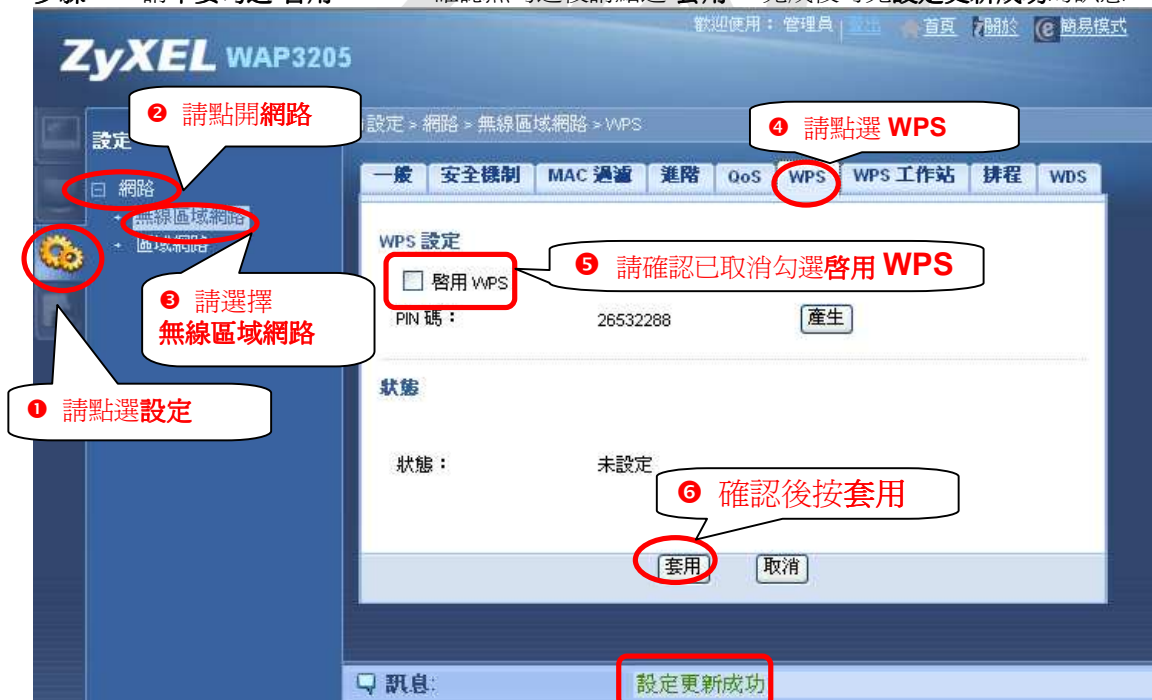 歡迎使用： 管理員 | 登出 首頁 關於 簡易模式
ZyXEL WAP3205
❷ 請點開網路
設定 > 網路 > 無線區域網路 > WPS
❹ 請點選 WPS
設定
一般 安全機制 MAC 過濾 進階 QoS WPS WPS 工作站 排程 WDS
網路
無線區域網路
區域網路
WPS 設定
啓用 WPS
❺ 請確認已取消勾選啓用 WPS
PIN 碼： 26532288 產生
❸ 請選擇
無線區域網路
狀態
❶ 請點選設定
狀態： 未設定
❻ 確認後按套用
套用 取消
訊息: 設定更新成功